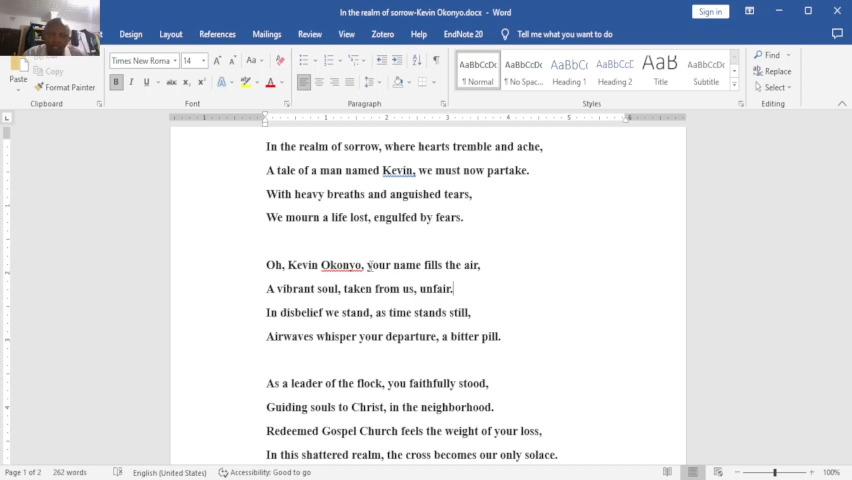 In the realm of sorrow-Kevin Okonyo.docx - Word
Sign in
Design Layout References Mailings Review View Zotero Help EndNote 20 Tell me what you want to do
Paste
Copy
Format Painter
Clipboard
Times New Roma 14 Aa
B I U abc
Font
Paragraph
AaBbCcDc AaBbCcDc AaBbC AaBbCc AaB AaBbCcD
¶ Normal ¶ No Spac... Heading 1 Heading 2 Title Subtitle
Styles
Find
Replace
Select
Editing
In the realm of sorrow, where hearts tremble and ache,
A tale of a man named Kevin, we must now partake.
With heavy breaths and anguished tears,
We mourn a life lost, engulfed by fears.
Oh, Kevin Okonyo, your name fills the air,
A vibrant soul, taken from us, unfair.
In disbelief we stand, as time stands still,
Airwaves whisper your departure, a bitter pill.
As a leader of the flock, you faithfully stood,
Guiding souls to Christ, in the neighborhood.
Redeemed Gospel Church feels the weight of your loss,
In this shattered realm, the cross becomes our only solace.
Page 1 of 2 262 words English (United States) Accessibility: Good to go 100%